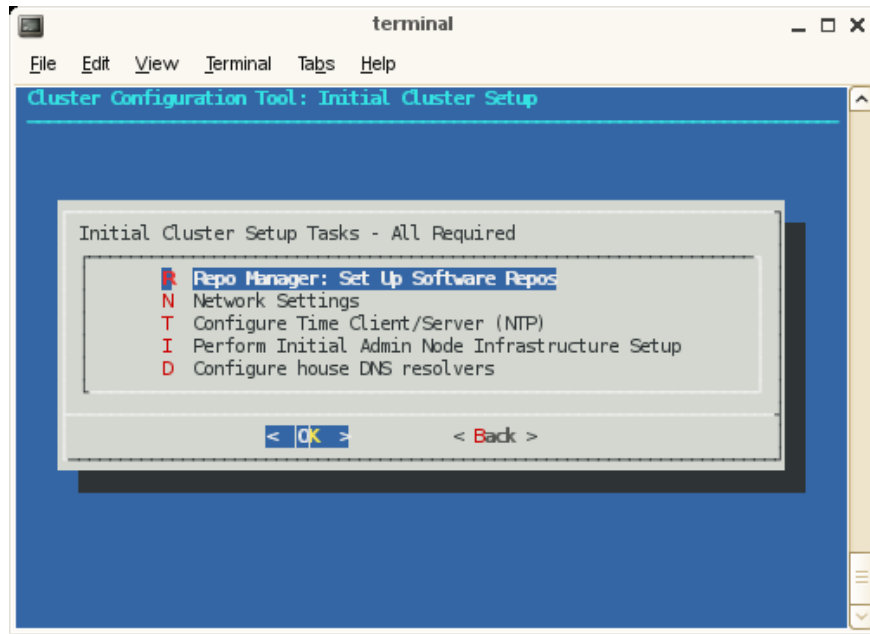 terminal
File Edit View Terminal Tabs Help
Cluster Configuration Tool: Initial Cluster Setup
Initial Cluster Setup Tasks - All Required
R Repo Manager: Set Up Software Repos
N Network Settings
T Configure Time Client/Server (NTP)
I Perform Initial Admin Node Infrastructure Setup
D Configure house DNS resolvers
< OK > < Back >